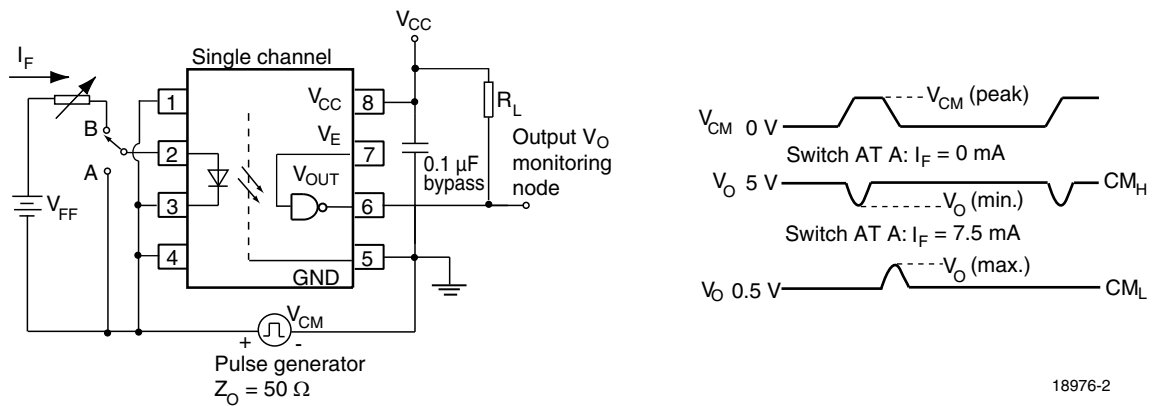 V_CC
I_F
Single channel
B
A
V_FF
1
2
3
4
V_CC
V_E
V_OUT
GND
8
7
6
5
R_L
0.1 μF
bypass
Output V_O
monitoring
node
V_CM
+ -
Pulse generator
Z_O = 50 Ω
V_CM (peak)
V_CM 0 V
Switch AT A: I_F = 0 mA
V_O 5 V
CM_H
V_O (min.)
Switch AT A: I_F = 7.5 mA
V_O (max.)
V_O 0.5 V
CM_L
18976-2